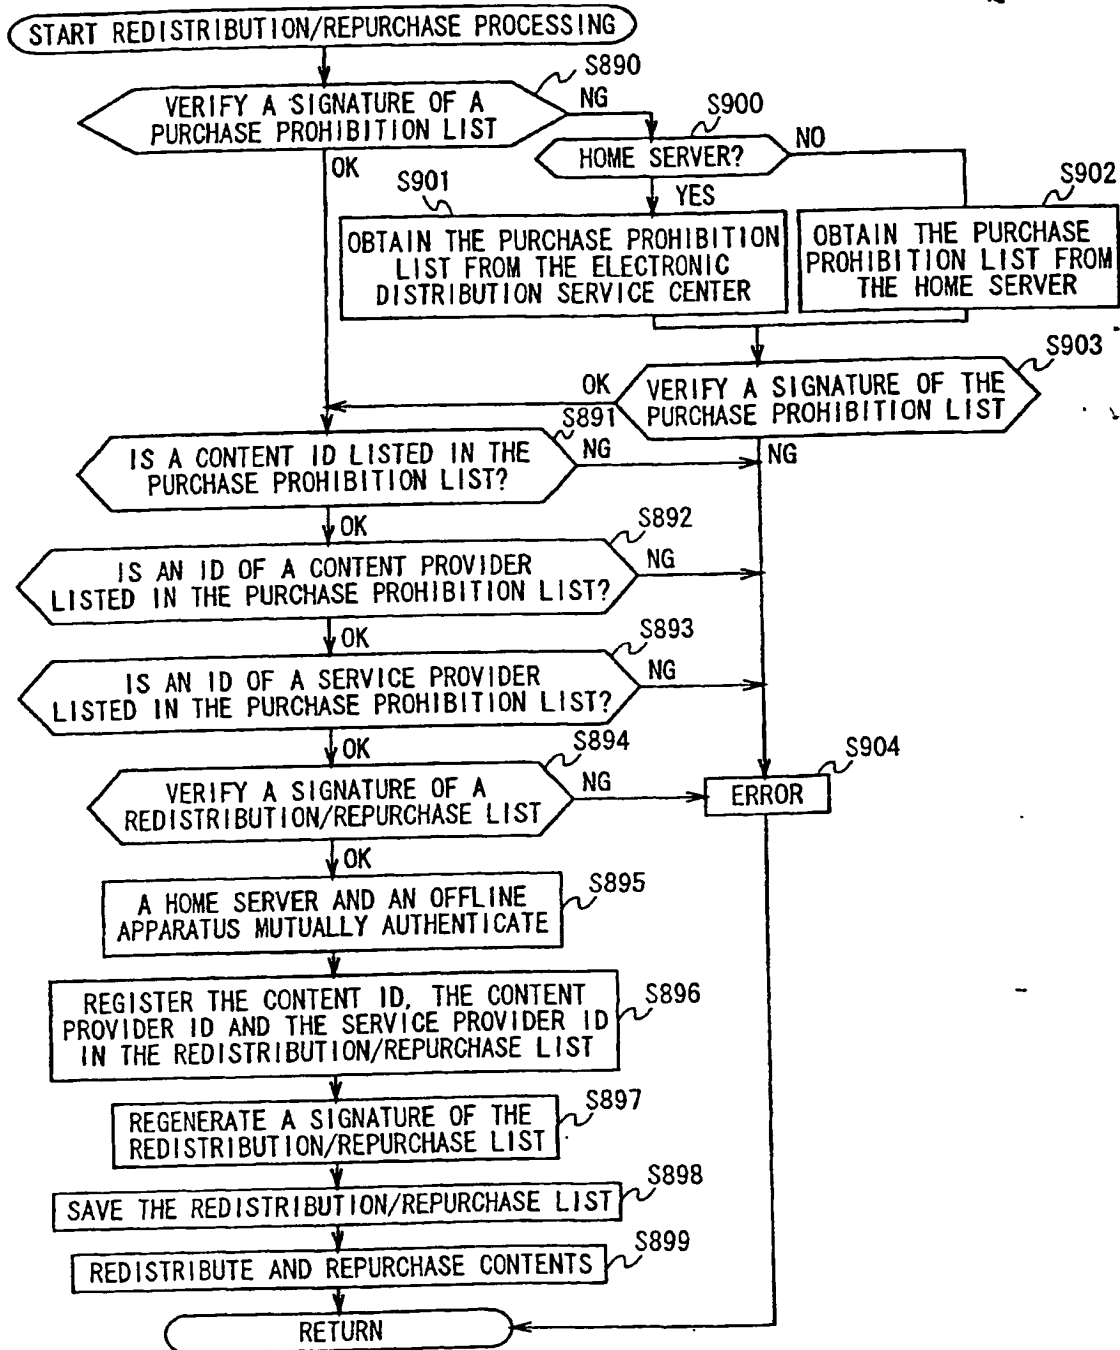 START REDISTRIBUTION/REPURCHASE PROCESSING
S890
VERIFY A SIGNATURE OF A
PURCHASE PROHIBITION LIST
NG
OK
S900
HOME SERVER?
NO
YES
S901
OBTAIN THE PURCHASE PROHIBITION
LIST FROM THE ELECTRONIC
DISTRIBUTION SERVICE CENTER
S902
OBTAIN THE PURCHASE
PROHIBITION LIST FROM
THE HOME SERVER
S903
VERIFY A SIGNATURE OF THE
PURCHASE PROHIBITION LIST
OK
NG
S891
IS A CONTENT ID LISTED IN THE
PURCHASE PROHIBITION LIST?
NG
OK
S892
IS AN ID OF A CONTENT PROVIDER
LISTED IN THE PURCHASE PROHIBITION LIST?
NG
OK
S893
IS AN ID OF A SERVICE PROVIDER
LISTED IN THE PURCHASE PROHIBITION LIST?
NG
OK
S894
VERIFY A SIGNATURE OF A
REDISTRIBUTION/REPURCHASE LIST
NG
OK
S904
ERROR
S895
A HOME SERVER AND AN OFFLINE
APPARATUS MUTUALLY AUTHENTICATE
S896
REGISTER THE CONTENT ID, THE CONTENT
PROVIDER ID AND THE SERVICE PROVIDER ID
IN THE REDISTRIBUTION/REPURCHASE LIST
S897
REGENERATE A SIGNATURE OF THE
REDISTRIBUTION/REPURCHASE LIST
S898
SAVE THE REDISTRIBUTION/REPURCHASE LIST
S899
REDISTRIBUTE AND REPURCHASE CONTENTS
RETURN